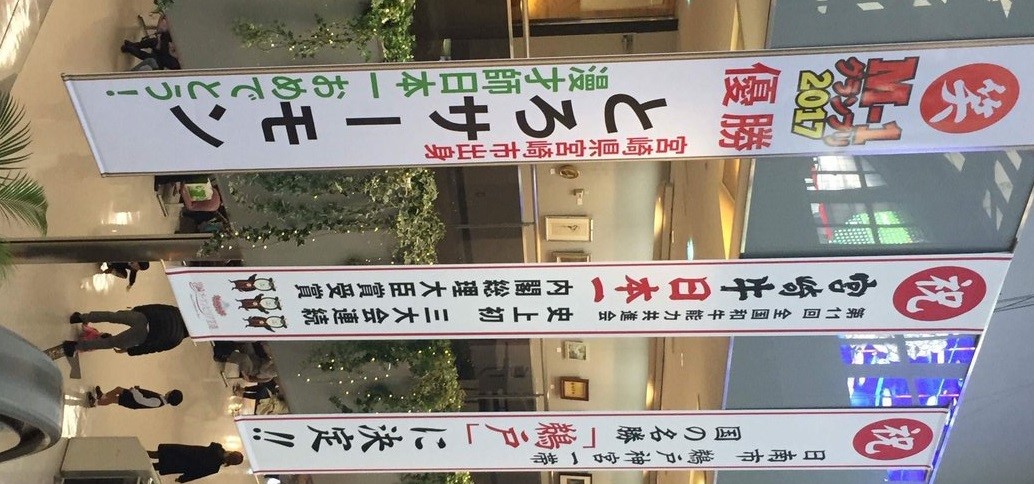 笑
M-1
グランプリ
2017
優勝
宮崎県宮崎市出身
とろサーモン
漫才師日本一おめでとう!
祝
第11回 全国和牛能力共進会
宮崎牛日本一
史上初 三大会連続
内閣総理大臣賞受賞
祝
日南市 鵜戸神宮一帯
国の名勝「鵜戸」に決定!!